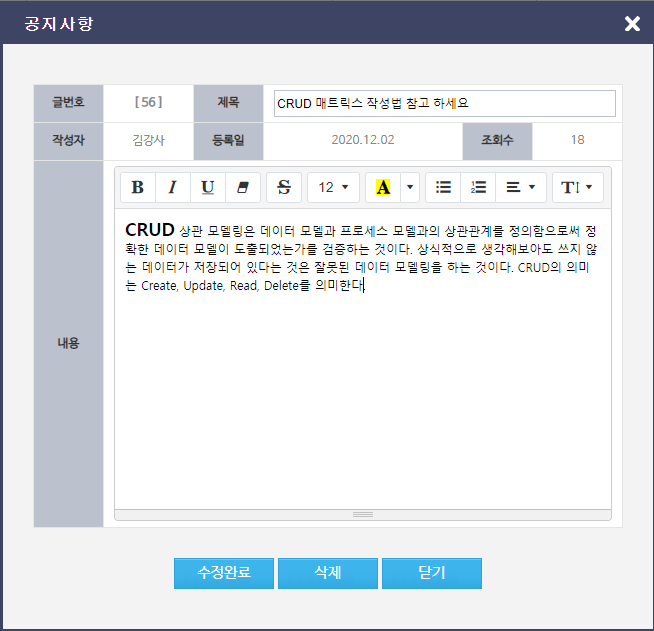 공지사항
글번호 [ 56 ] 제목 CRUD 매트릭스 작성법 참고 하세요
작성자 김강사 등록일 2020.12.02 조회수 18
B I U S 12 A T
내용
CRUD 상관 모델링은 데이터 모델과 프로세스 모델과의 상관관계를 정의함으로써 정
확한 데이터 모델이 도출되었는가를 검증하는 것이다. 상식적으로 생각해보아도 쓰지 않
는 데이터가 저장되어 있다는 것은 잘못된 데이터 모델링을 하는 것이다. CRUD의 의미
는 Create, Update, Read, Delete를 의미한다.
수정완료 삭제 닫기